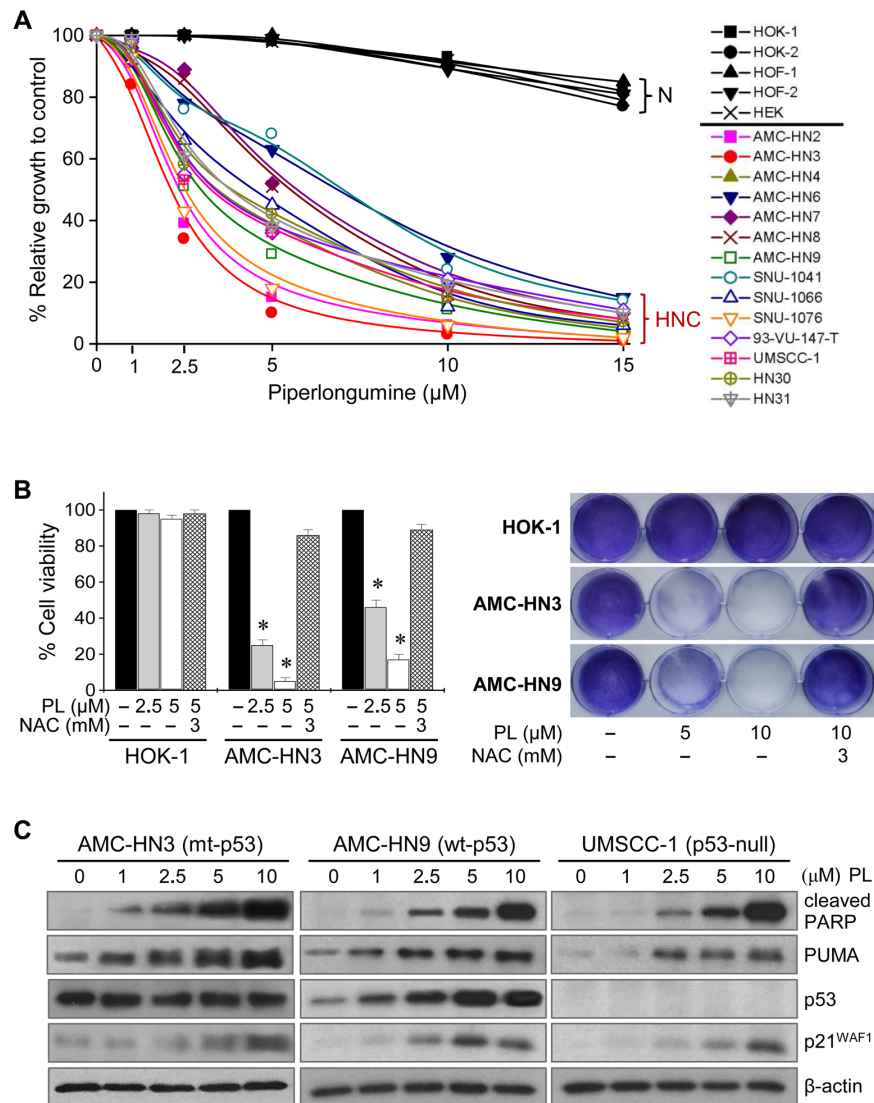 A
% Relative growth to control
100
80
60
40
20
0
0 1 2.5 5 10 15
Piperlongumine (µM)
N
HNC
HOK-1
HOK-2
HOF-1
HOF-2
HEK
AMC-HN2
AMC-HN3
AMC-HN4
AMC-HN6
AMC-HN7
AMC-HN8
AMC-HN9
SNU-1041
SNU-1066
SNU-1076
93-VU-147-T
UMSCC-1
HN30
HN31
B
% Cell viability
100
80
60
40
20
0
* * * *
PL (µM) – 2.5 5 5 – 2.5 5 5 – 2.5 5 5
NAC (mM) – – – 3 – – – 3 – – – 3
HOK-1 AMC-HN3 AMC-HN9
HOK-1
AMC-HN3
AMC-HN9
PL (µM) – 5 10 10
NAC (mM) – – – 3
C
AMC-HN3 (mt-p53) AMC-HN9 (wt-p53) UMSCC-1 (p53-null)
0 1 2.5 5 10 0 1 2.5 5 10 0 1 2.5 5 10 (µM) PL
cleaved
PARP
PUMA
p53
p21WAF1
β-actin